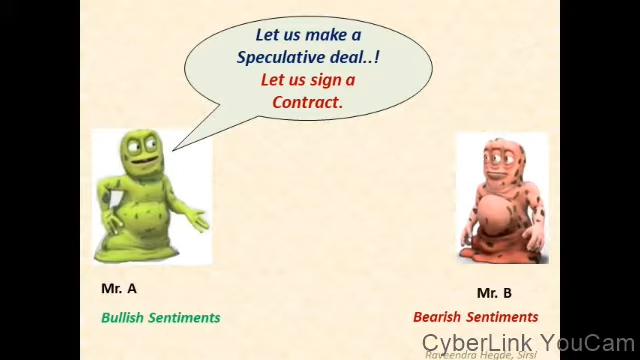 Let us make a
Speculative deal..!
Let us sign a
Contract.
Mr. A
Mr. B
Bullish Sentiments
Bearish Sentiments
CyberLink YouCam
Raveendra Hegde, Sirsi